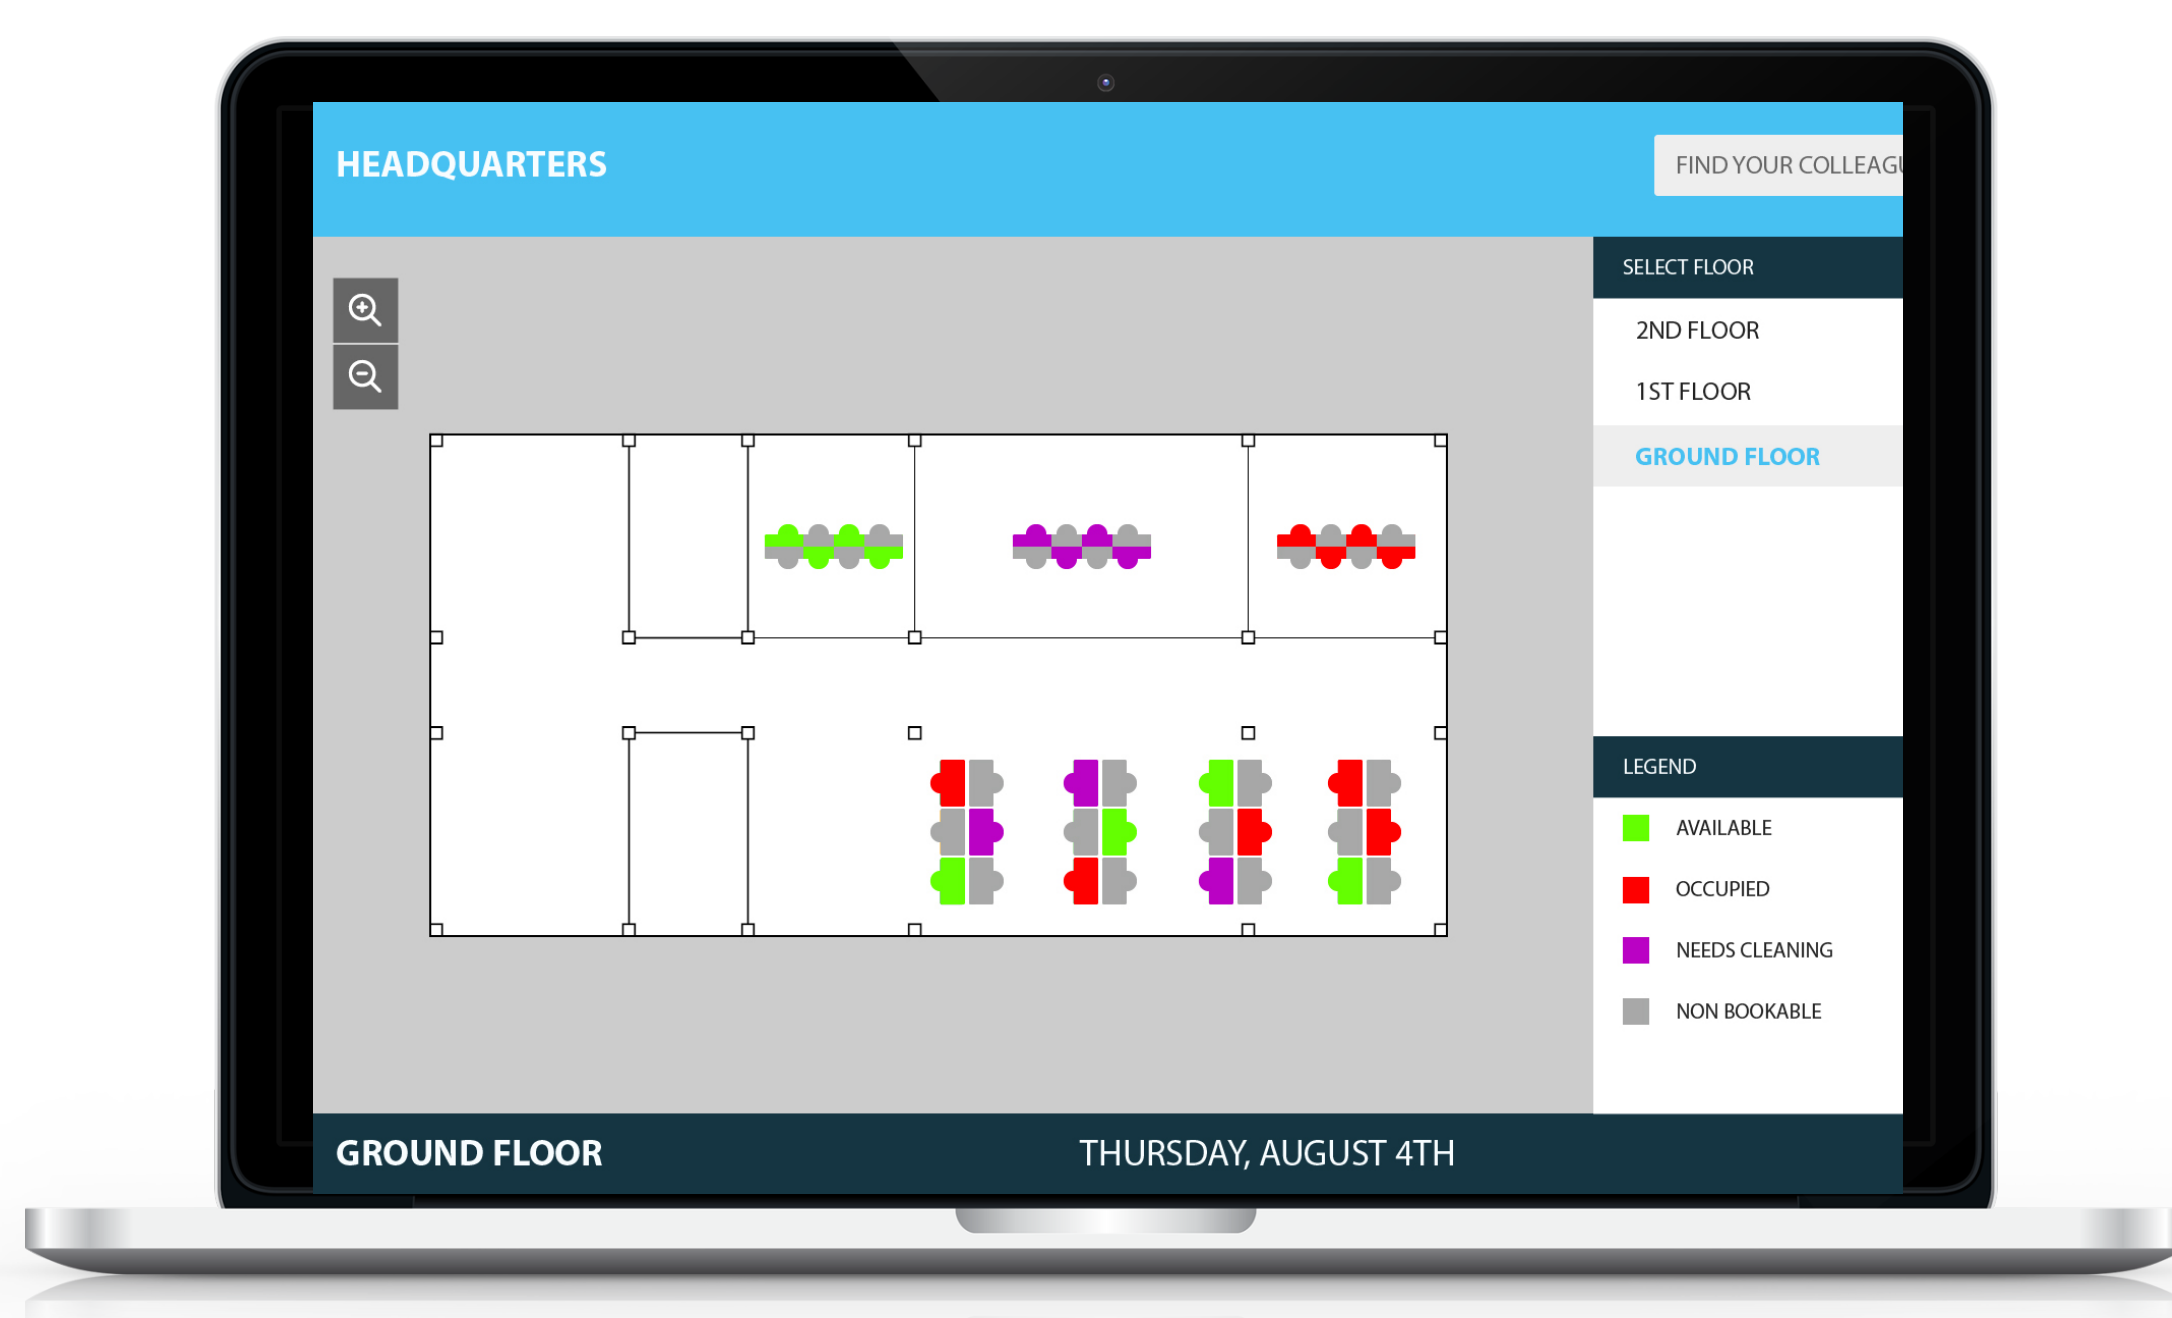 HEADQUARTERS
FIND YOUR COLLEAGU
SELECT FLOOR
2ND FLOOR
1ST FLOOR
GROUND FLOOR
LEGEND
AVAILABLE
OCCUPIED
NEEDS CLEANING
NON BOOKABLE
GROUND FLOOR
THURSDAY, AUGUST 4TH